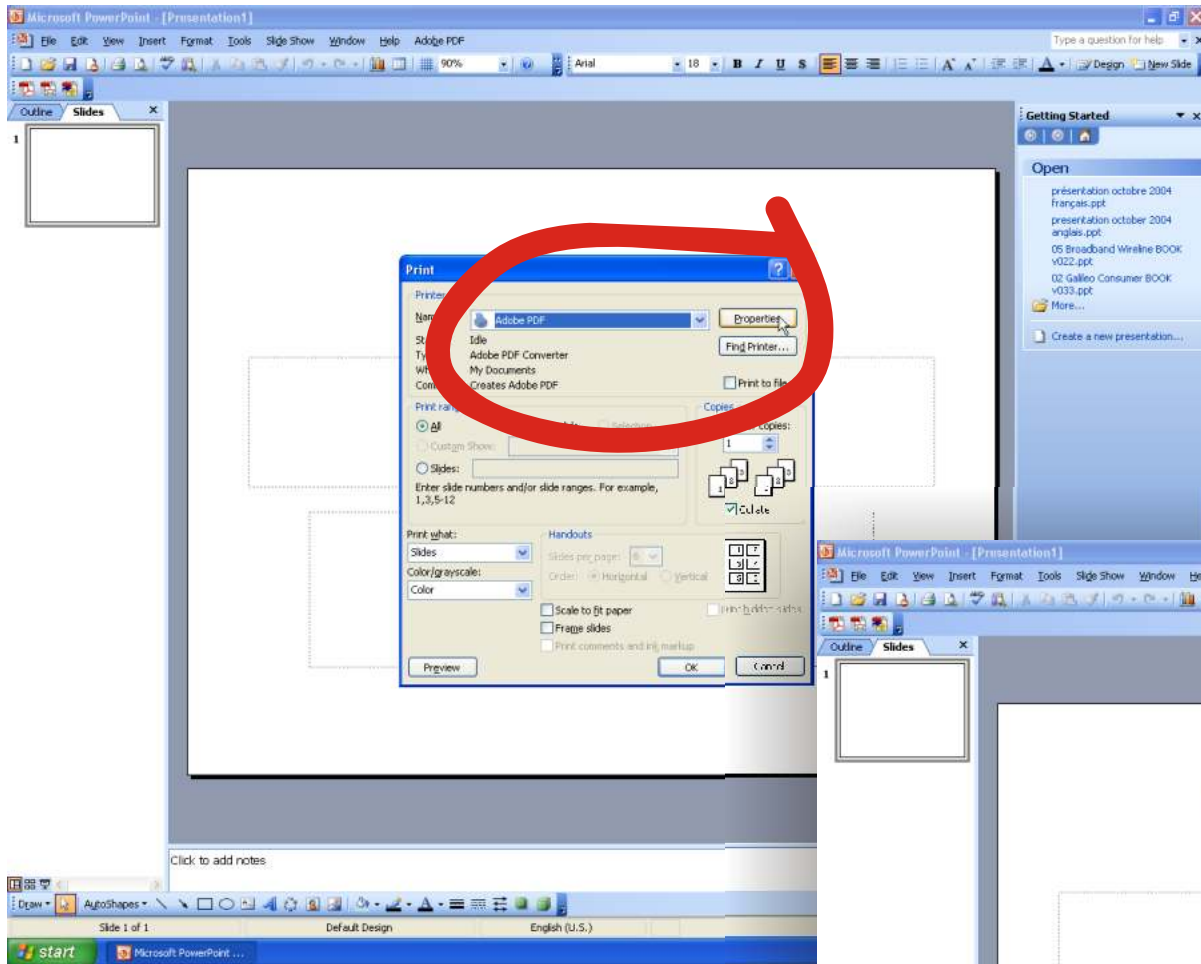 Microsoft PowerPoint - [Presentation1]
File Edit View Insert Format Tools Slide Show Window Help Adobe PDF
Type a question for help
90%
Arial
18
B I U S
Design New Slide
Outline Slides
1
Getting Started
Open
présentation octobre 2004
français.ppt
presentation october 2004
anglais.ppt
05 Broadband Wireline BOOK
v022.ppt
02 Galileo Consumer BOOK
v033.ppt
More...
Create a new presentation...
Print
Adobe PDF
Properties
Idle
Find Printer...
Adobe PDF Converter
My Documents
Creates Adobe PDF
Print to file
Print range
Copies
All
copies:
Custom Show:
1
Slides:
Enter slide numbers and/or slide ranges. For example,
1,3,5-12
Collate
Print what:
Handouts
Slides
Slides per page: 6
Color/grayscale:
Order: Horizontal Vertical
Color
Scale to fit paper
Print hidden slides
Frame slides
Print comments and ink markup
Preview
OK
Cancel
Click to add notes
Draw AutoShapes
Slide 1 of 1
Default Design
English (U.S.)
start
Microsoft PowerPoint ...
Microsoft PowerPoint - [Presentation1]
File Edit View Insert Format Tools Slide Show Window
Outline Slides
1